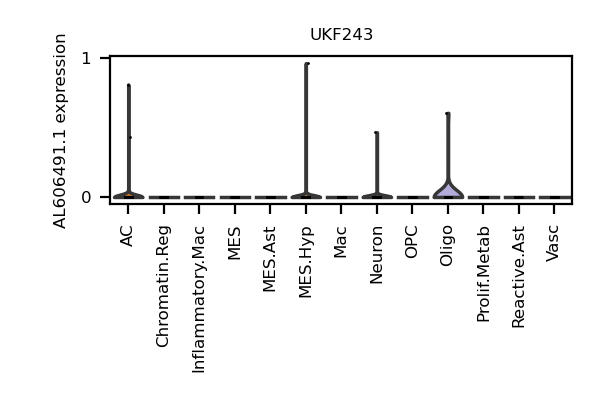 UKF243
AL606491.1 expression
1
0
AC
Chromatin.Reg
Inflammatory.Mac
MES
MES.Ast
MES.Hyp
Mac
Neuron
OPC
Oligo
Prolif.Metab
Reactive.Ast
Vasc